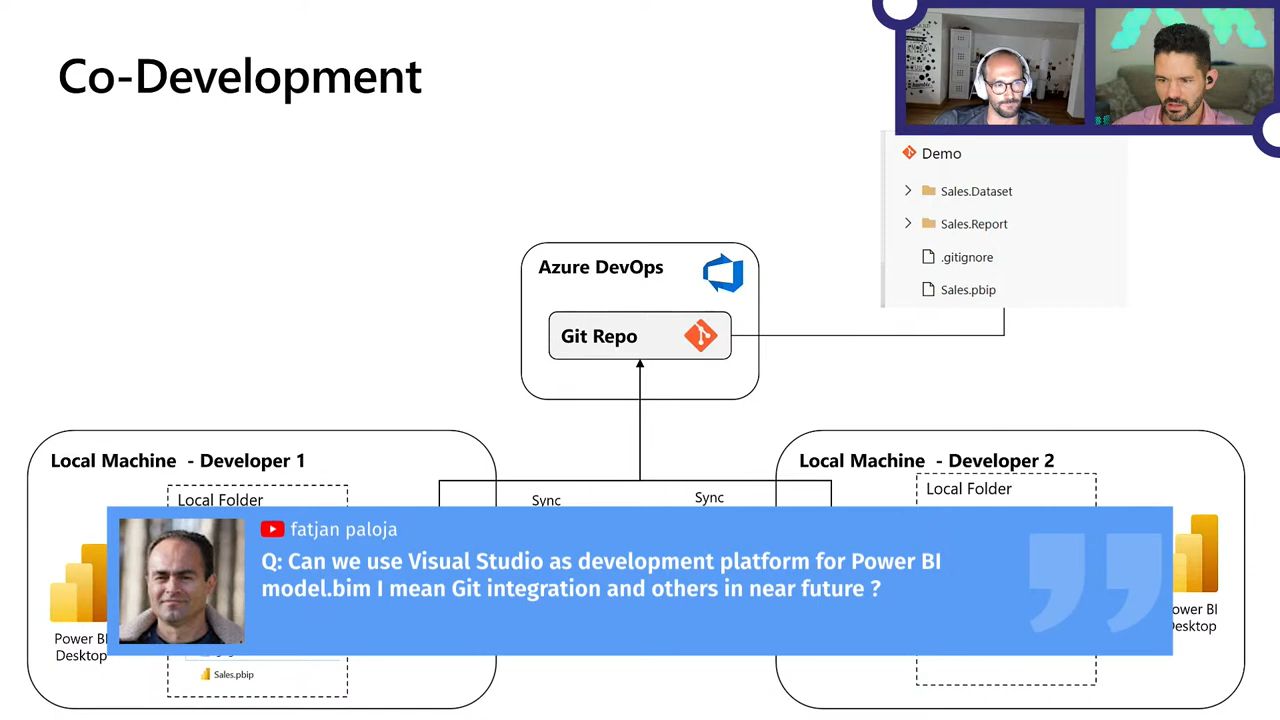 Co-Development
Demo
Sales.Dataset
Sales.Report
.gitignore
Sales.pbip
Azure DevOps
Git Repo
Local Machine - Developer 1
Local Folder
Sync
Sync
Local Machine - Developer 2
Local Folder
fatjan paloja
Q: Can we use Visual Studio as development platform for Power BI
model.bim I mean Git integration and others in near future ?
Power BI
Desktop
Sales.pbip
Power BI
Desktop